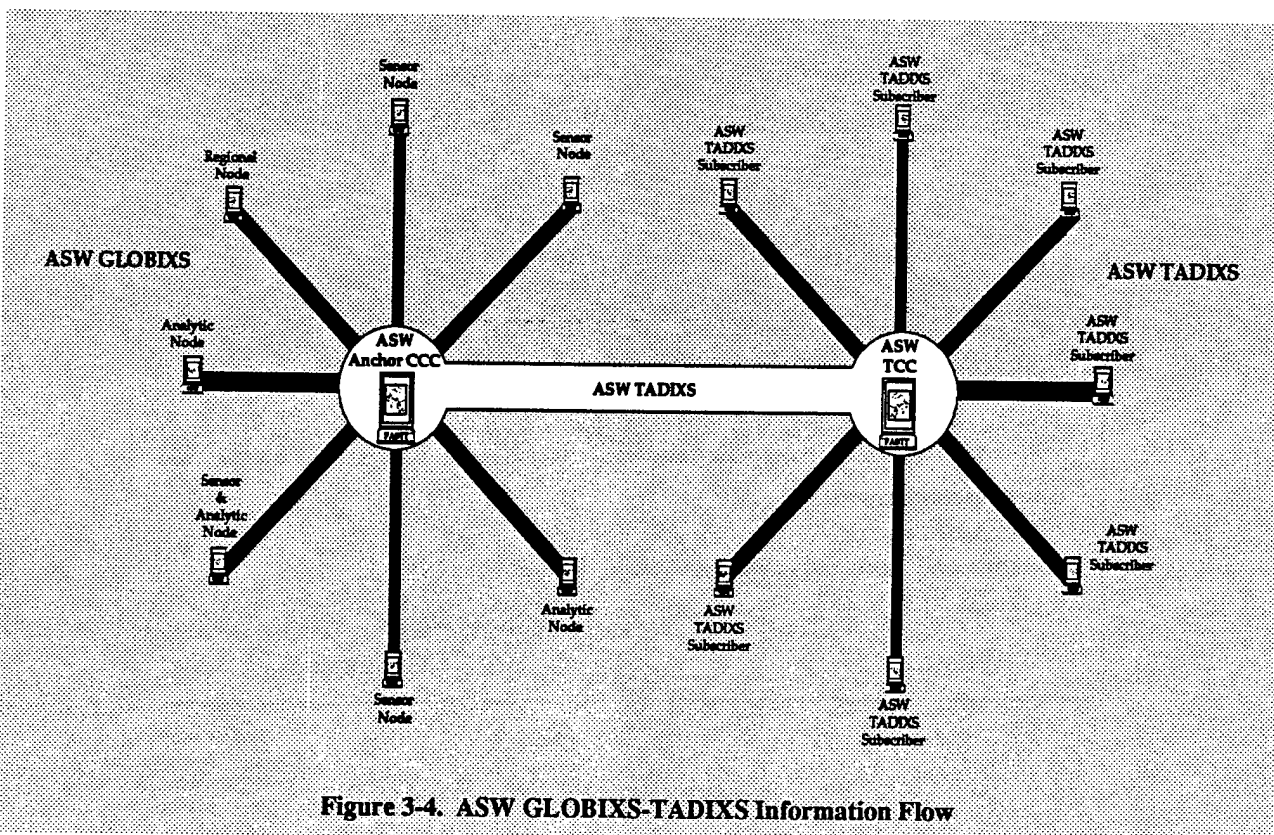 Sensor
Node
Sensor
Node
Regional
Node
ASW GLOBIXS
Analytic
Node
ASW
Anchor CCC
Sensor
&
Analytic
Node
Analytic
Node
Sensor
Node
ASW TADIXS
ASW
TADIXS
Subscriber
ASW
TADIXS
Subscriber
ASW
TADIXS
Subscriber
ASW TADIXS
ASW
TADIXS
Subscriber
ASW
TCC
ASW
TADIXS
Subscriber
ASW
TADIXS
Subscriber
ASW
TADIXS
Subscriber
Figure 3-4. ASW GLOBIXS-TADIXS Information Flow